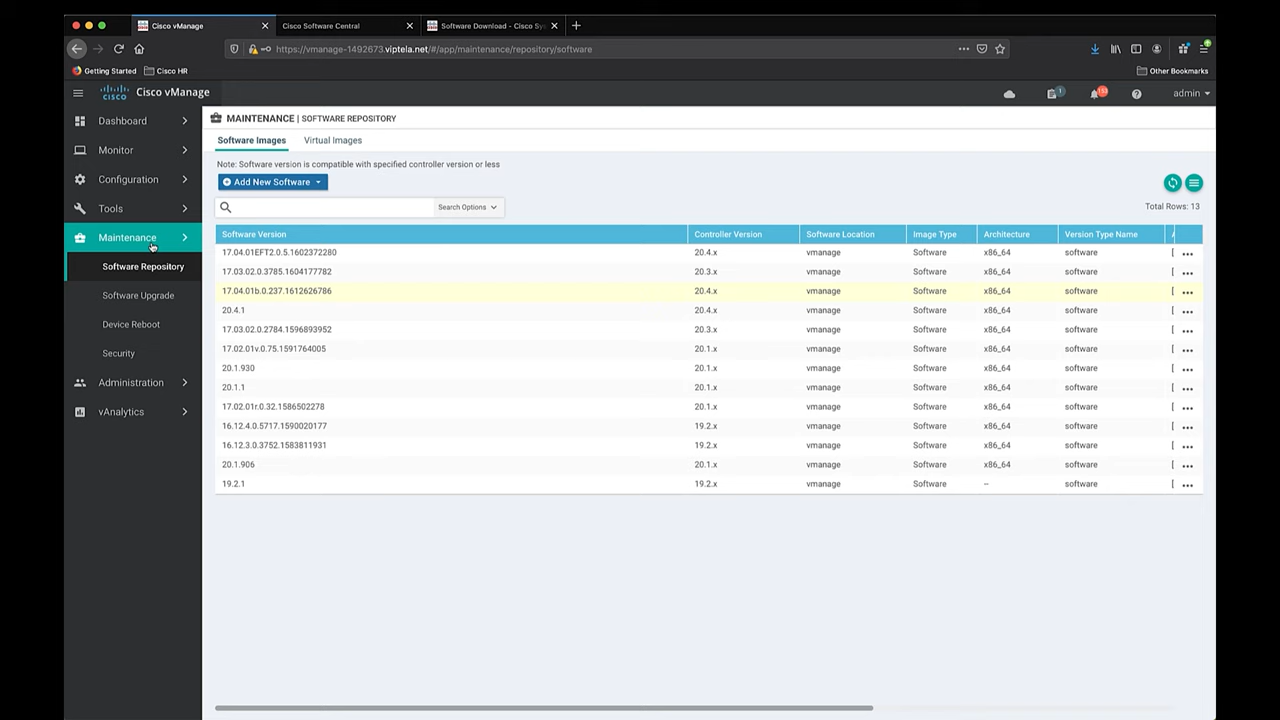 Cisco vManage
Cisco Software Central
Software Download - Cisco Sy
https://vmanage-1492673.viptela.net/#/app/maintenance/repository/software
Getting Started
Cisco HR
Other Bookmarks
cisco
Cisco vManage
1
153
admin
Dashboard
Monitor
Configuration
Tools
Maintenance
Software Repository
Software Upgrade
Device Reboot
Security
Administration
vAnalytics
MAINTENANCE | SOFTWARE REPOSITORY
Software Images Virtual Images
Note: Software version is compatible with specified controller version or less
Add New Software
Search Options
Total Rows: 13
Software Version Controller Version Software Location Image Type Architecture Version Type Name
17.04.01EFT2.0.5.1602372280 20.4.x vmanage Software x86_64 software
17.03.02.0.3785.1604177782 20.3.x vmanage Software x86_64 software
17.04.01b.0.237.1612626786 20.4.x vmanage Software x86_64 software
20.4.1 20.4.x vmanage Software x86_64 software
17.03.02.0.2784.1596893952 20.3.x vmanage Software x86_64 software
17.02.01v.0.75.1591764005 20.1.x vmanage Software x86_64 software
20.1.930 20.1.x vmanage Software x86_64 software
20.1.1 20.1.x vmanage Software x86_64 software
17.02.01r.0.32.1586502278 20.1.x vmanage Software x86_64 software
16.12.4.0.5717.1590020177 19.2.x vmanage Software x86_64 software
16.12.3.0.3752.1583811931 19.2.x vmanage Software x86_64 software
20.1.906 20.1.x vmanage Software x86_64 software
19.2.1 19.2.x vmanage Software -- software